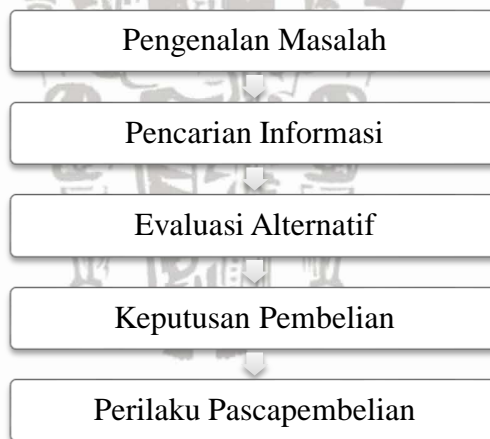 Pengenalan Masalah
Pencarian Informasi
Evaluasi Alternatif
Keputusan Pembelian
Perilaku Pascapembelian